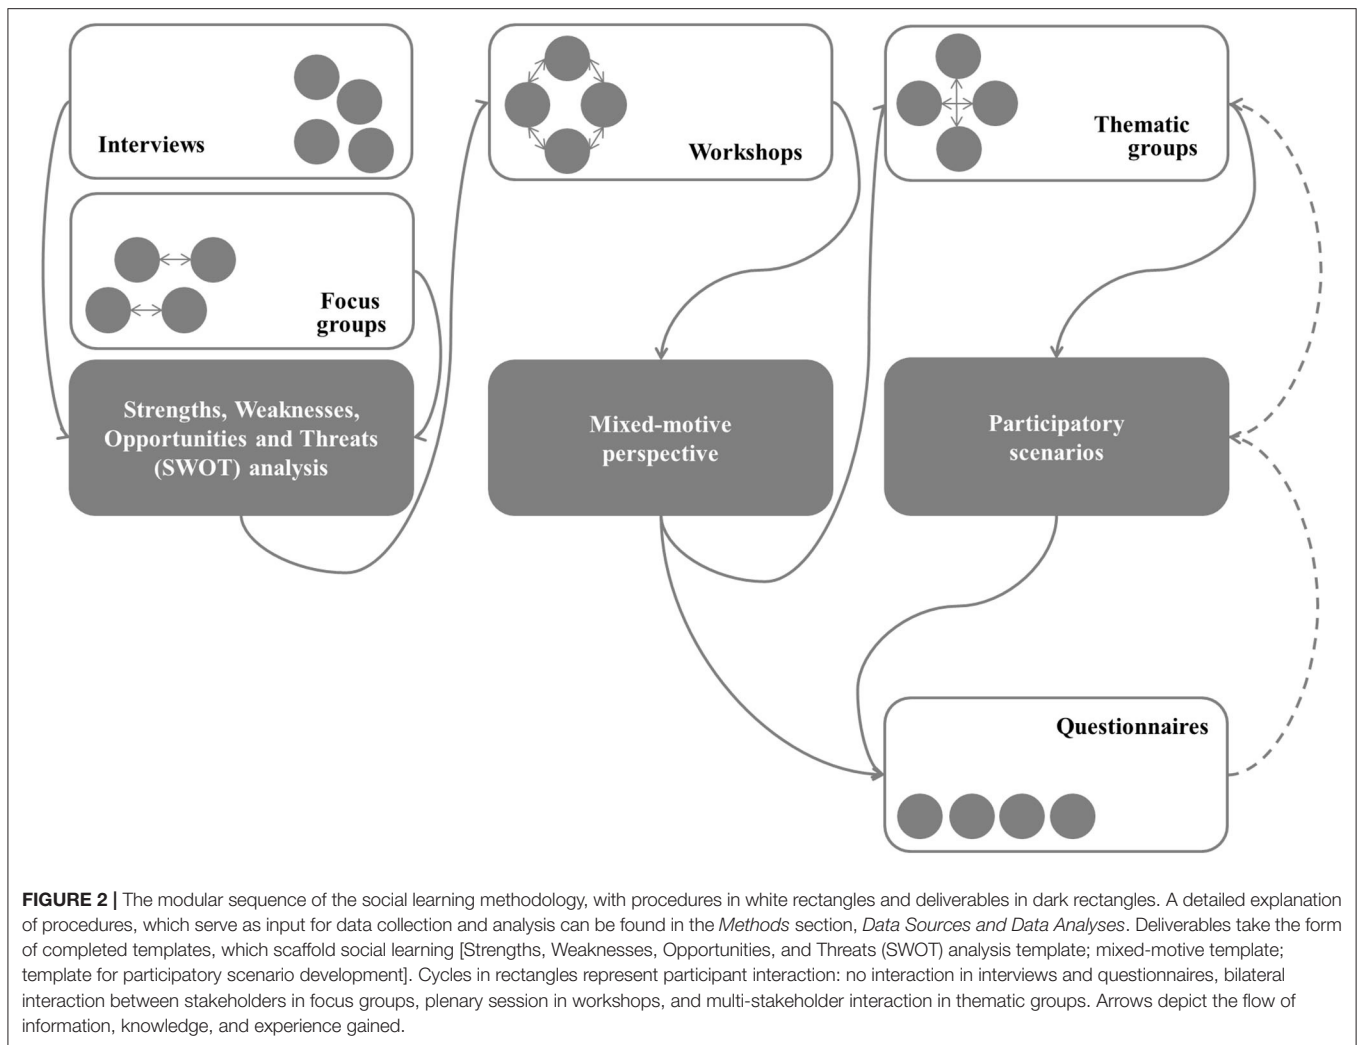 Interviews
Focus
groups
Strengths, Weaknesses,
Opportunities and Threats
(SWOT) analysis
Workshops
Mixed-motive
perspective
Thematic
groups
Participatory
scenarios
Questionnaires
FIGURE 2 | The modular sequence of the social learning methodology, with procedures in white rectangles and deliverables in dark rectangles. A detailed explanation
of procedures, which serve as input for data collection and analysis can be found in the Methods section, Data Sources and Data Analyses. Deliverables take the form
of completed templates, which scaffold social learning [Strengths, Weaknesses, Opportunities, and Threats (SWOT) analysis template; mixed-motive template;
template for participatory scenario development]. Cycles in rectangles represent participant interaction: no interaction in interviews and questionnaires, bilateral
interaction between stakeholders in focus groups, plenary session in workshops, and multi-stakeholder interaction in thematic groups. Arrows depict the flow of
information, knowledge, and experience gained.